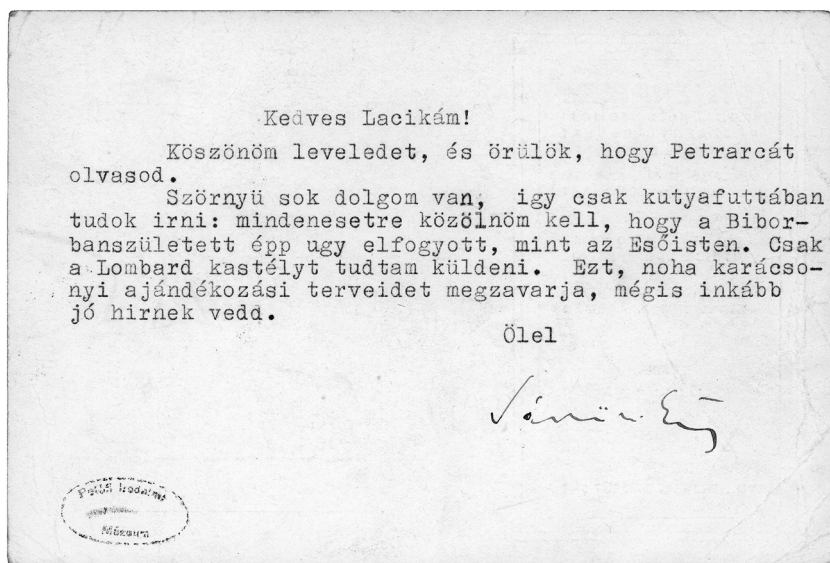 Kedves Lacikám!
Köszönöm leveledet, és örülök, hogy Petrarcát
olvasod.
Szörnyü sok dolgom van, igy csak kutyafuttában
tudok irni: mindenesetre közölnöm kell, hogy a Bibor-
banszületett épp ugy elfogyott, mint az Esőisten. Csak
a Lombard kastélyt tudtam küldeni. Ezt, noha karácso-
nyi ajándékozási terveidet megzavarja, mégis inkább
jó hirnek vedd.
Ölel
Petőfi Irodalmi
Múzeum